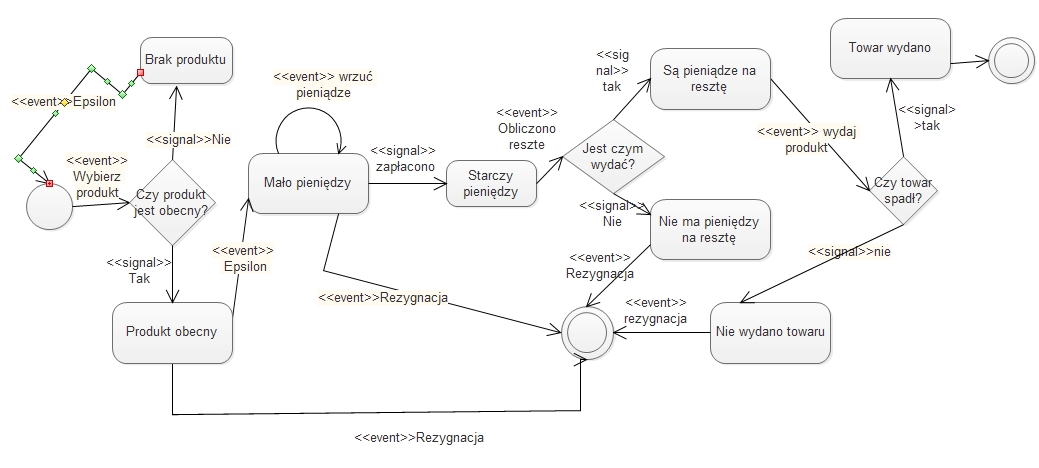 Brak produktu
<<event>>Epsilon
<<event>>
Wybierz
produkt
<<signal>>Nie
Czy produkt
jest obecny?
<<signal>>
Tak
Produkt obecny
<<event>>
Epsilon
<<event>> wrzuć
pieniądze
Mało pieniędzy
<<signal>>
zapłacono
Starczy
pieniędzy
<<event>>
Obliczono
reszte
<<sig
nal>>
tak
Jest czym
wydać?
Są pieniądze na
resztę
<<signal>>
Nie
Nie ma pieniędzy
na resztę
<<event>>
Rezygnacja
<<event>>Rezygnacja
<<event>>
rezygnacja
<<event>>Rezygnacja
<<event>> wydaj
produkt
Czy towar
spadł?
<<signal>
>tak
Towar wydano
<<signal>>nie
Nie wydano towaru